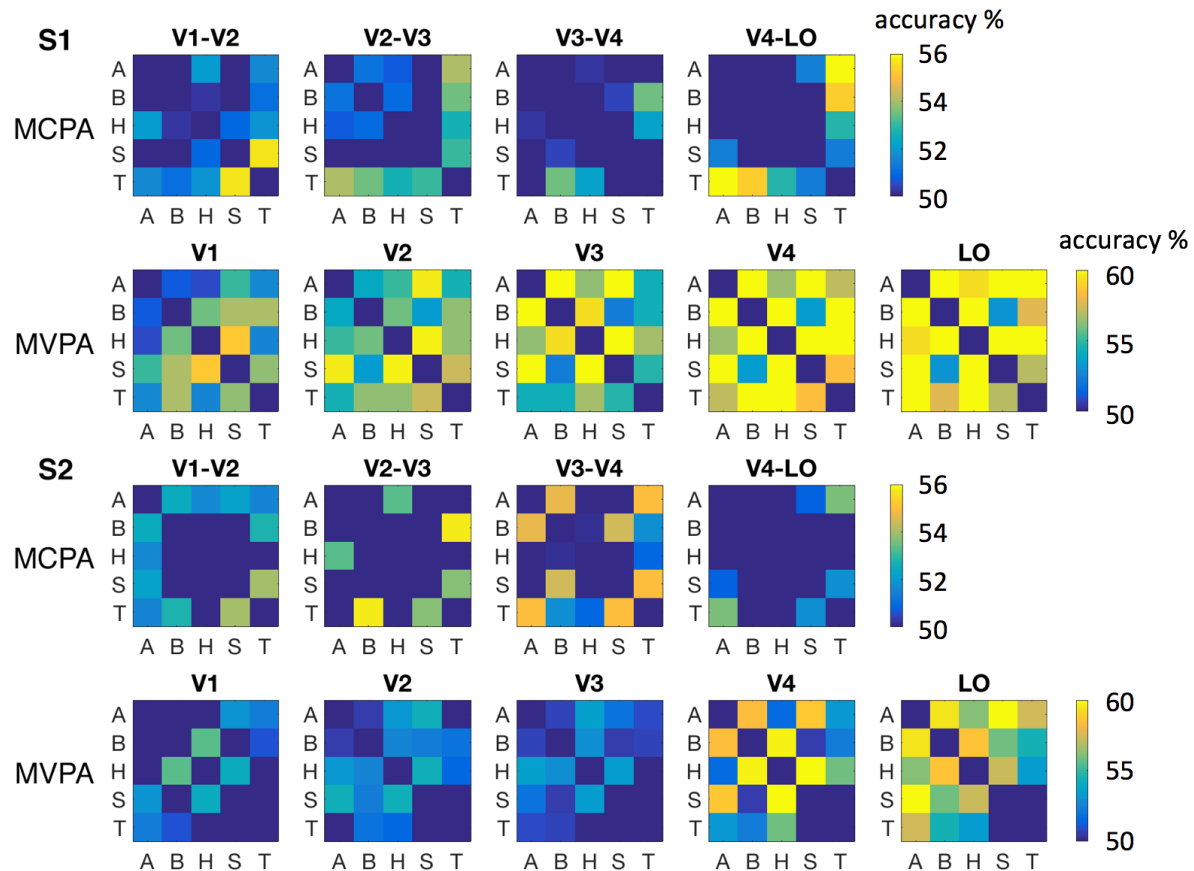 accuracy %
S1 V1-V2 V2-V3 V3-V4 V4-LO
MCPA
A A A A 56
B B B B 54
H H H H 52
S S S S
T T T T 50
A B H S T A B H S T A B H S T A B H S T
accuracy %
V1 V2 V3 V4 LO
MVPA
A A A A A 60
B B B B B
H H H H H 55
S S S S S
T T T T T 50
A B H S T A B H S T A B H S T A B H S T A B H S T
S2 V1-V2 V2-V3 V3-V4 V4-LO
MCPA
A A A A 56
B B B B 54
H H H H 52
S S S S
T T T T 50
A B H S T A B H S T A B H S T A B H S T
V1 V2 V3 V4 LO
MVPA
A A A A A 60
B B B B B
H H H H H 55
S S S S S
T T T T T 50
A B H S T A B H S T A B H S T A B H S T A B H S T